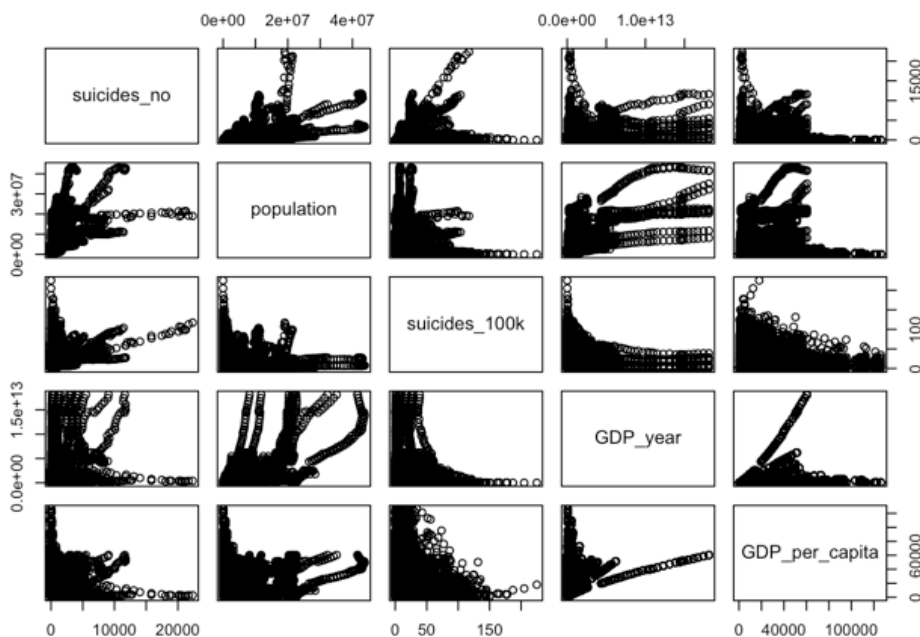 0e+00 2e+07 4e+07 0.0e+00 1.0e+13
suicides_no
0 15000
population
0e+00 3e+07
suicides_100k
0 100
GDP_year
0.0e+00 1.5e+13
GDP_per_capita
0 60000
0 10000 20000 0 50 150 0 40000 100000